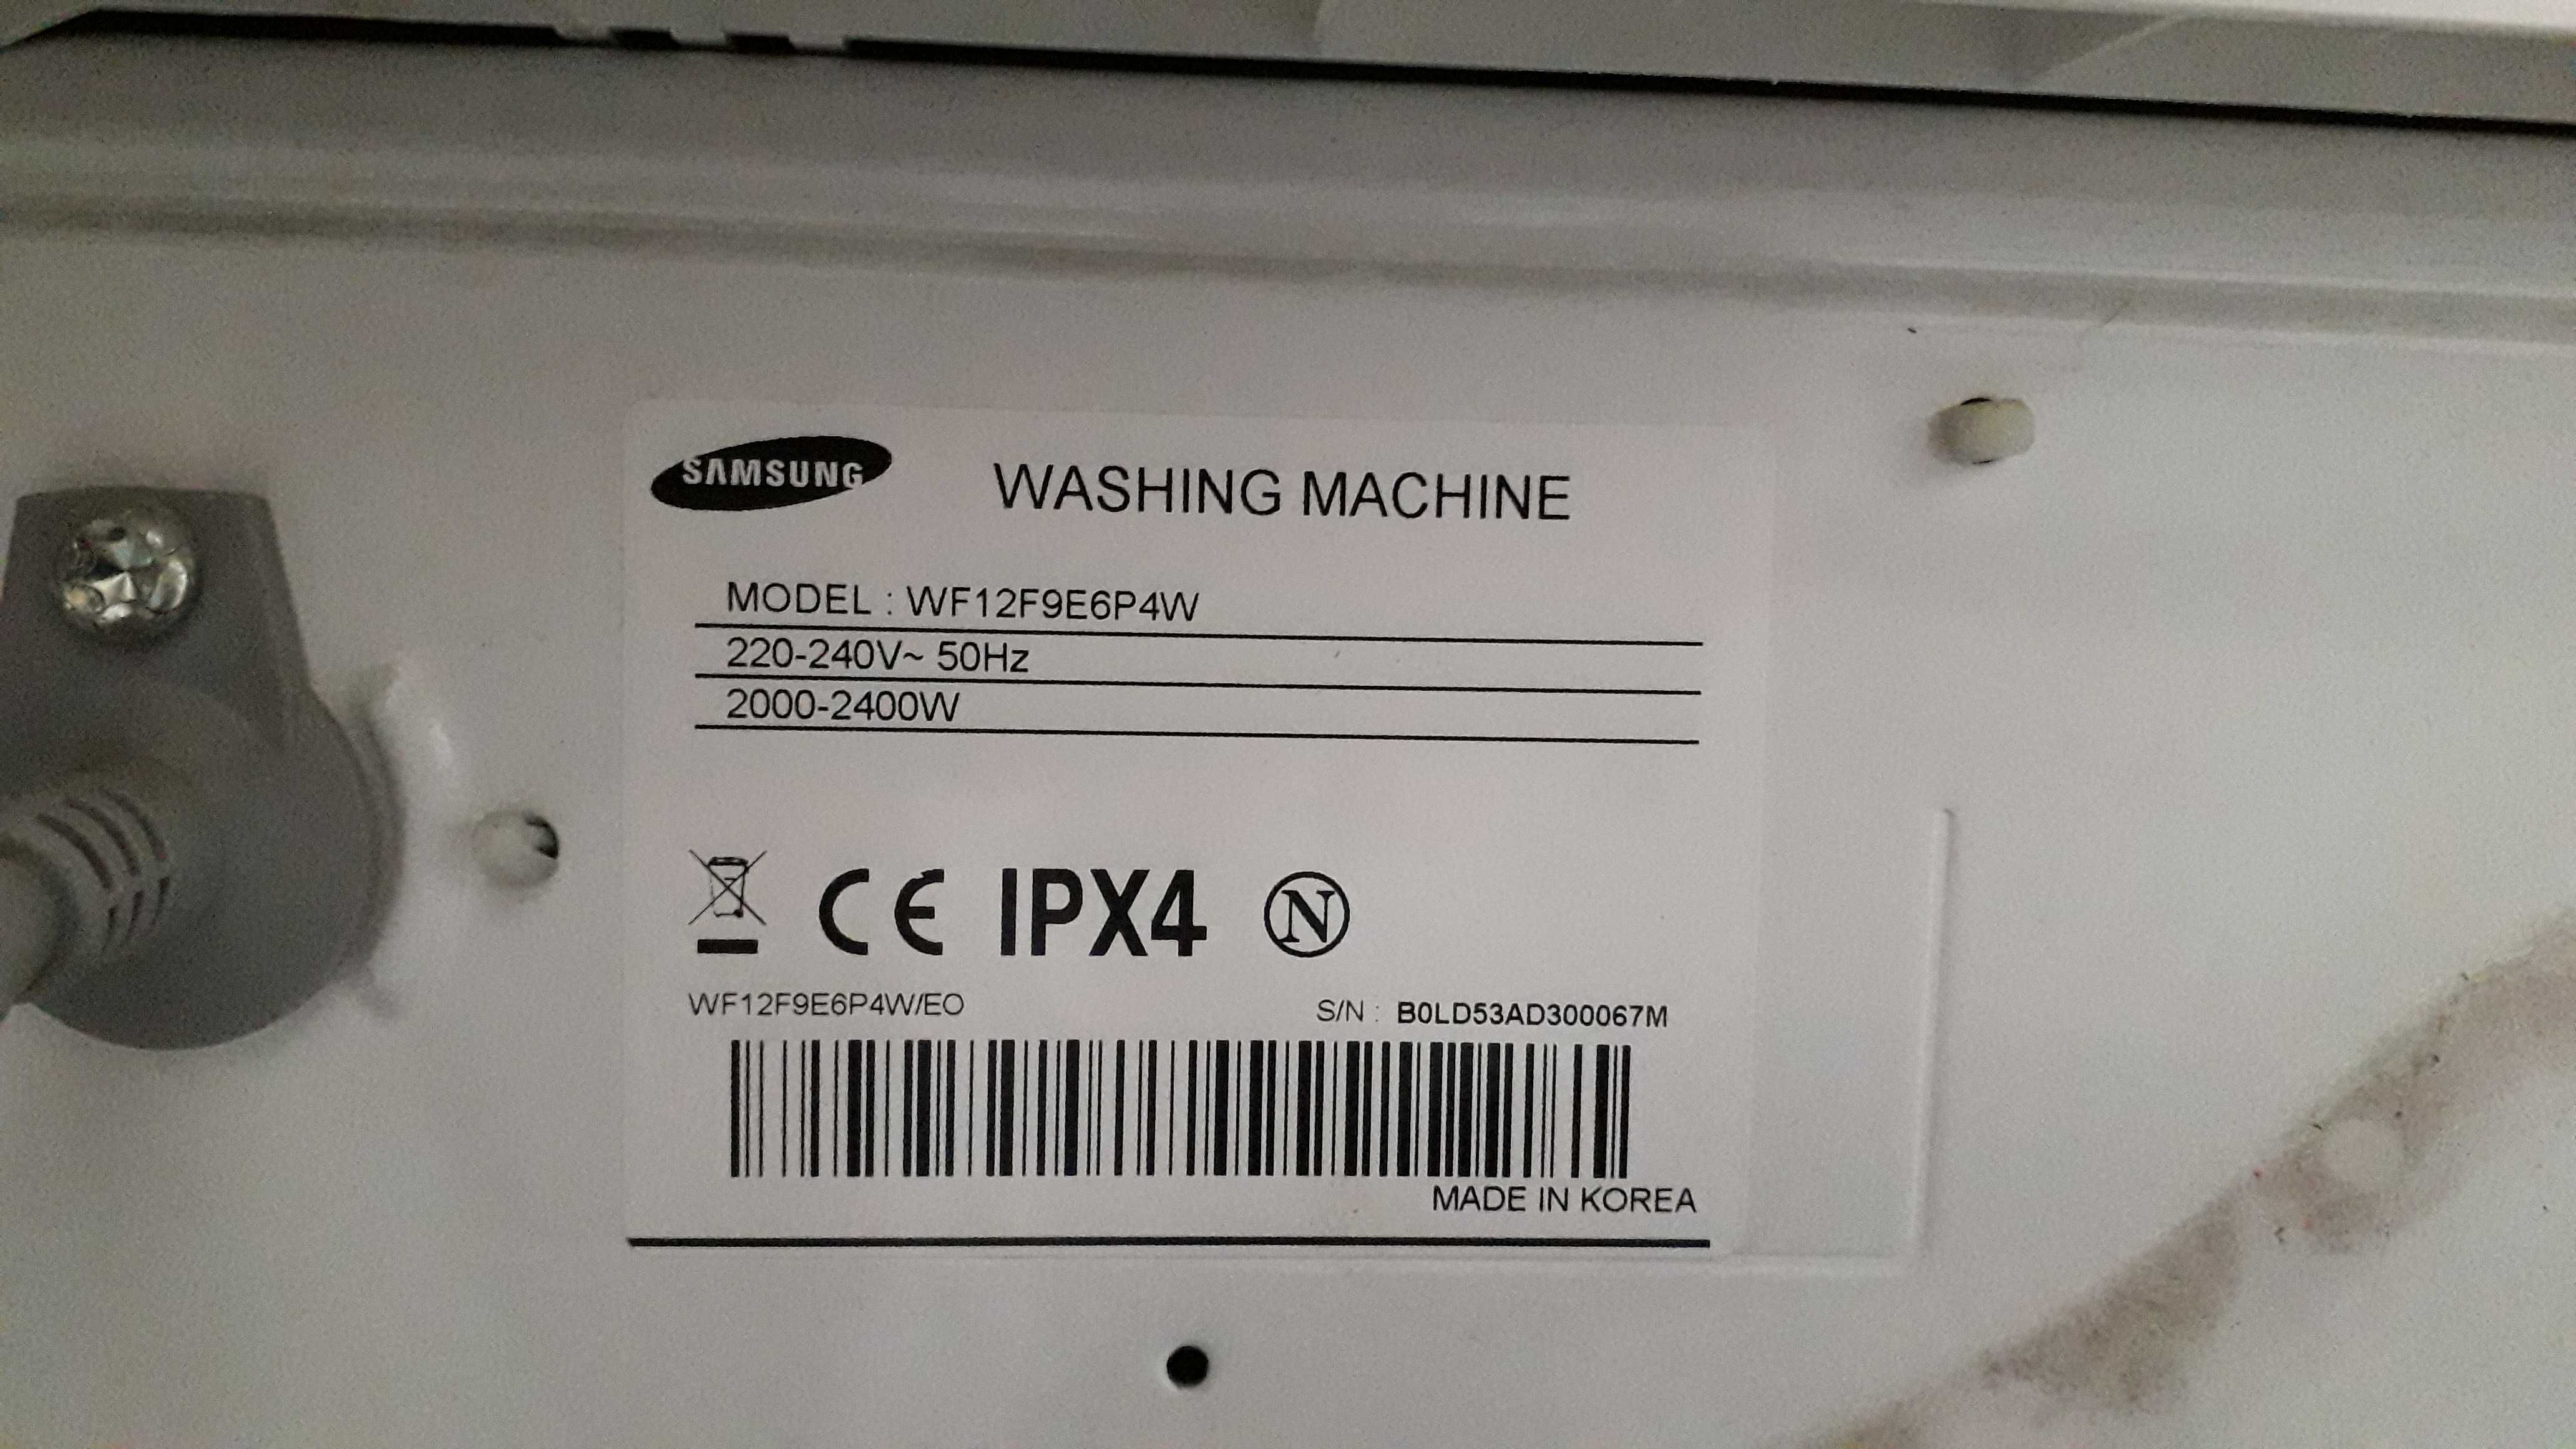 SAMSUNG
WASHING MACHINE
MODEL : WF12F9E6P4W
220-240V~ 50Hz
2000-2400W
CE IPX4 N
WF12F9E6P4W/EO
S/N : B0LD53AD300067M
MADE IN KOREA